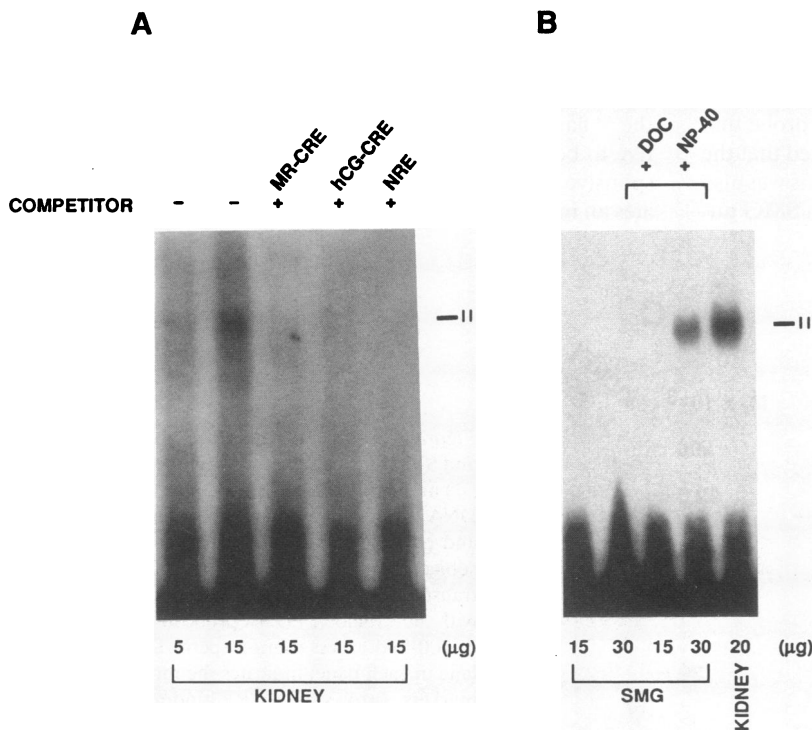 A
B
MR-CRE
hCG-CRE
NRE
+ DOC
+ NP-40
COMPETITOR - - + + +
II
II
5 15 15 15 15 (μg)
KIDNEY
15 30 15 30 20 (μg)
SMG
KIDNEY